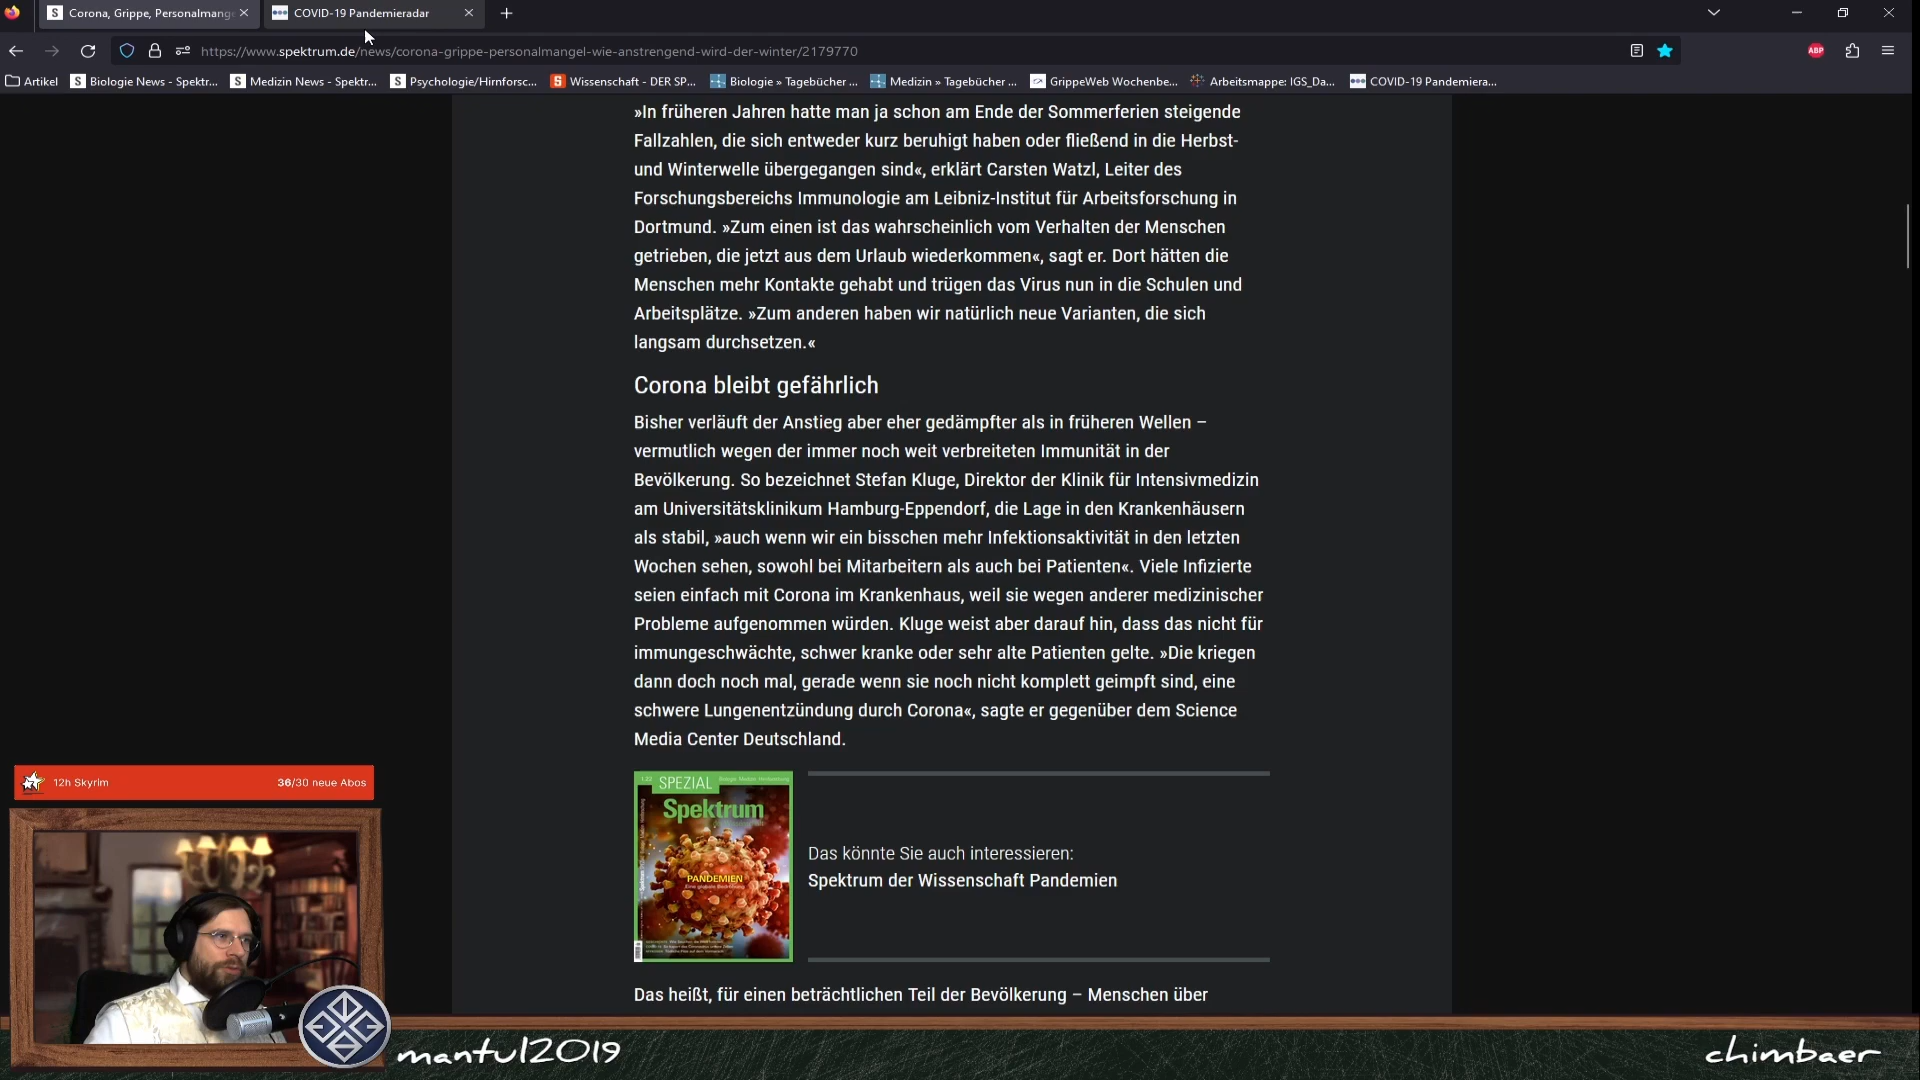 Corona, Grippe, Personalmang
COVID-19 Pandemieradar
https://www.spektrum.de/news/corona-grippe-personalmangel-wie-anstrengend-wird-der-winter/2179770
ABP
Artikel
Biologie News - Spektr...
Medizin News - Spektr...
Psychologie/Hirnforsc...
Wissenschaft - DER SP...
Biologie » Tagebücher ...
Medizin » Tagebücher ...
GrippeWeb Wochenbe...
Arbeitsmappe: IGS_Da...
COVID-19 Pandemiera...
»In früheren Jahren hatte man ja schon am Ende der Sommerferien steigende
Fallzahlen, die sich entweder kurz beruhigt haben oder fließend in die Herbst-
und Winterwelle übergegangen sind«, erklärt Carsten Watzl, Leiter des
Forschungsbereichs Immunologie am Leibniz-Institut für Arbeitsforschung in
Dortmund. »Zum einen ist das wahrscheinlich vom Verhalten der Menschen
getrieben, die jetzt aus dem Urlaub wiederkommen«, sagt er. Dort hätten die
Menschen mehr Kontakte gehabt und trügen das Virus nun in die Schulen und
Arbeitsplätze. »Zum anderen haben wir natürlich neue Varianten, die sich
langsam durchsetzen.«
Corona bleibt gefährlich
Bisher verläuft der Anstieg aber eher gedämpfter als in früheren Wellen –
vermutlich wegen der immer noch weit verbreiteten Immunität in der
Bevölkerung. So bezeichnet Stefan Kluge, Direktor der Klinik für Intensivmedizin
am Universitätsklinikum Hamburg-Eppendorf, die Lage in den Krankenhäusern
als stabil, »auch wenn wir ein bisschen mehr Infektionsaktivität in den letzten
Wochen sehen, sowohl bei Mitarbeitern als auch bei Patienten«. Viele Infizierte
seien einfach mit Corona im Krankenhaus, weil sie wegen anderer medizinischer
Probleme aufgenommen würden. Kluge weist aber darauf hin, dass das nicht für
immungeschwächte, schwer kranke oder sehr alte Patienten gelte. »Die kriegen
dann doch noch mal, gerade wenn sie noch nicht komplett geimpft sind, eine
schwere Lungenentzündung durch Corona«, sagte er gegenüber dem Science
Media Center Deutschland.
SPEZIAL
Spektrum
PANDEMIEN
Das könnte Sie auch interessieren:
Spektrum der Wissenschaft Pandemien
Das heißt, für einen beträchtlichen Teil der Bevölkerung – Menschen über
12h Skyrim
36/30 neue Abos
mantul2019
chimbaer